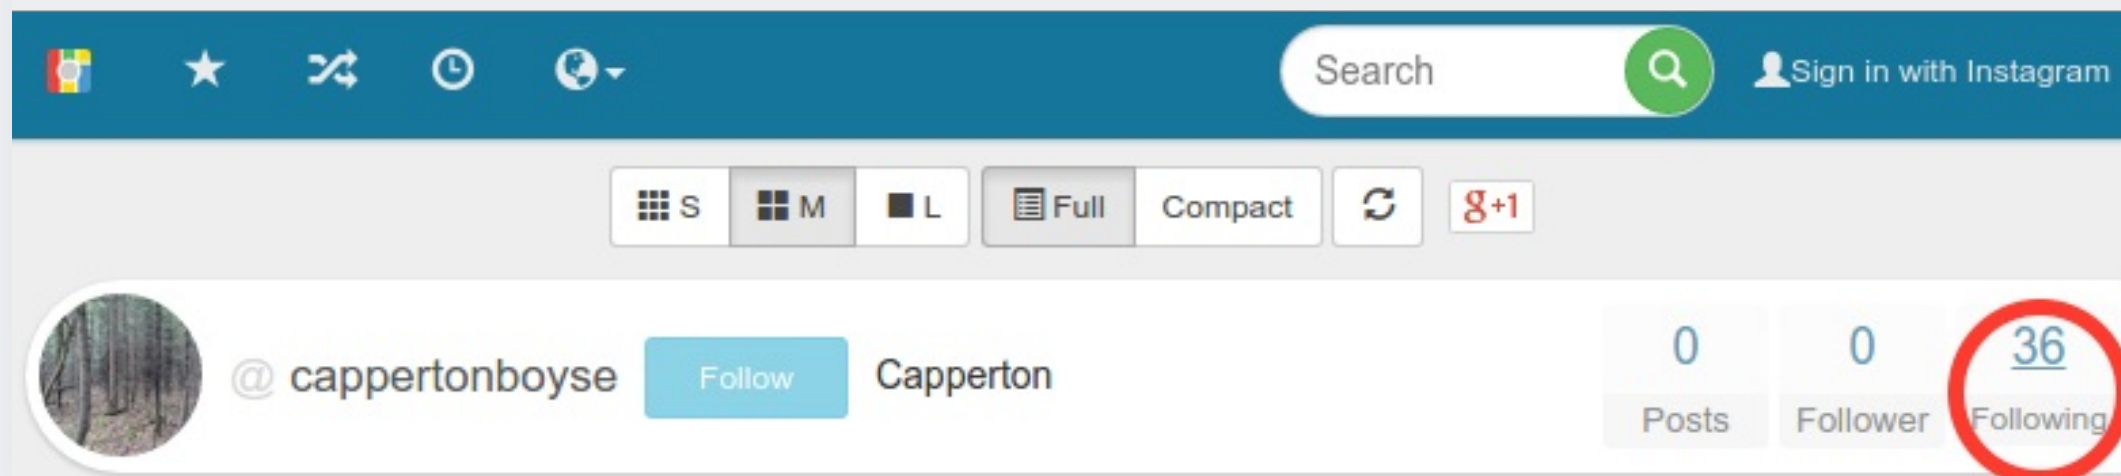 Search
Sign in with Instagram
S M L Full Compact g+1
@ cappertonboyse Follow Capperton
0 0 36
Posts Follower Following